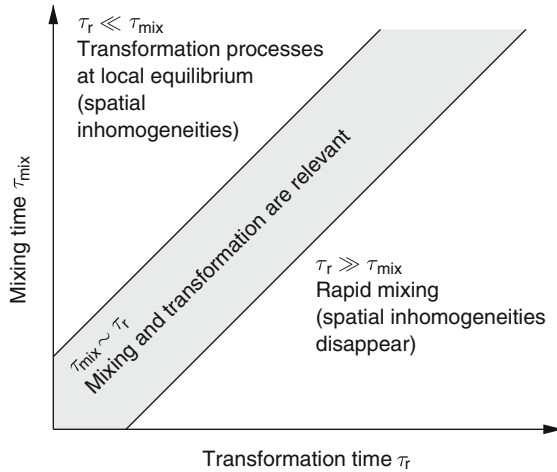 τr ≪ τmix
Transformation processes
at local equilibrium
(spatial
inhomogeneities)
Mixing time τmix
τmix ~ τr
Mixing and transformation are relevant
τr ≫ τmix
Rapid mixing
(spatial inhomogeneities
disappear)
Transformation time τr